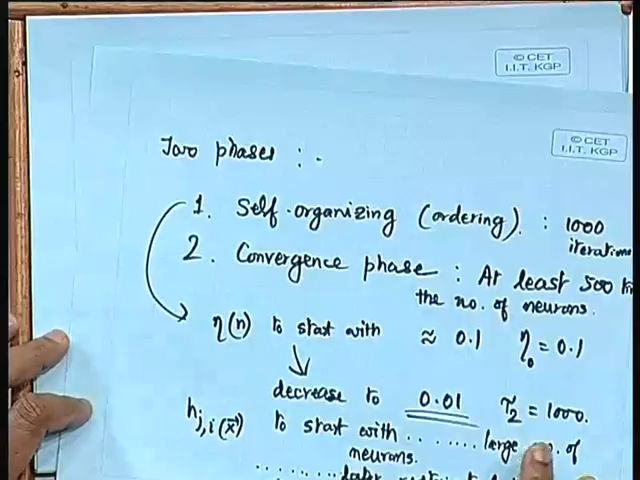 © CET
I.I.T. KGP
© CET
I.I.T. KGP
Two phases :-
1. Self-organizing (ordering) : 1000 iterations
2. Convergence phase : At least 500
the no. of neurons.
η(n) to start with ≈ 0.1 η₀ = 0.1
decrease to 0.01 τ₂ = 1000.
h j,i(x̄) to start with ........ large no. of
neurons.
........ later